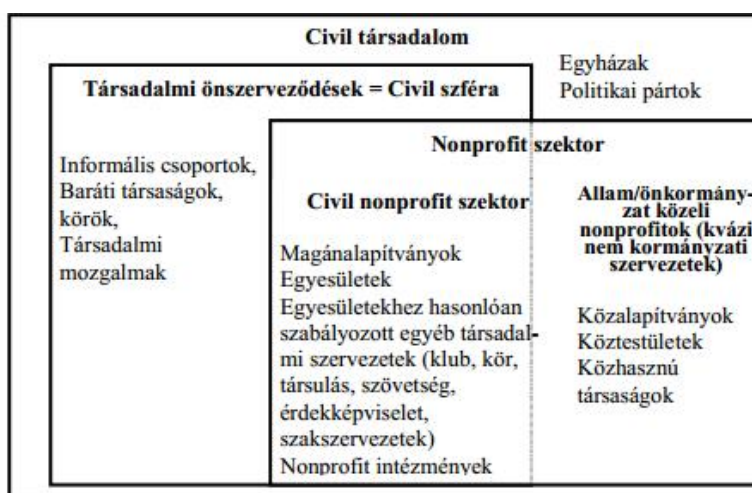 Civil társadalom
Egyházak
Politikai pártok
Társadalmi önszerveződések = Civil szféra
Nonprofit szektor
Informális csoportok,
Baráti társaságok,
körök,
Társadalmi
mozgalmak
Civil nonprofit szektor
Magánalapítványok
Egyesületek
Egyesületekhez hasonlóan
szabályozott egyéb társadal-
mi szervezetek (klub, kör,
társulás, szövetség,
érdekképviselet,
szakszervezetek)
Nonprofit intézmények
Allam/önkormány-
zat közeli
nonprofitok (kvázi
nem kormányzati
szervezetek)
Közalapítványok
Köztestületek
Közhasznú
társaságok